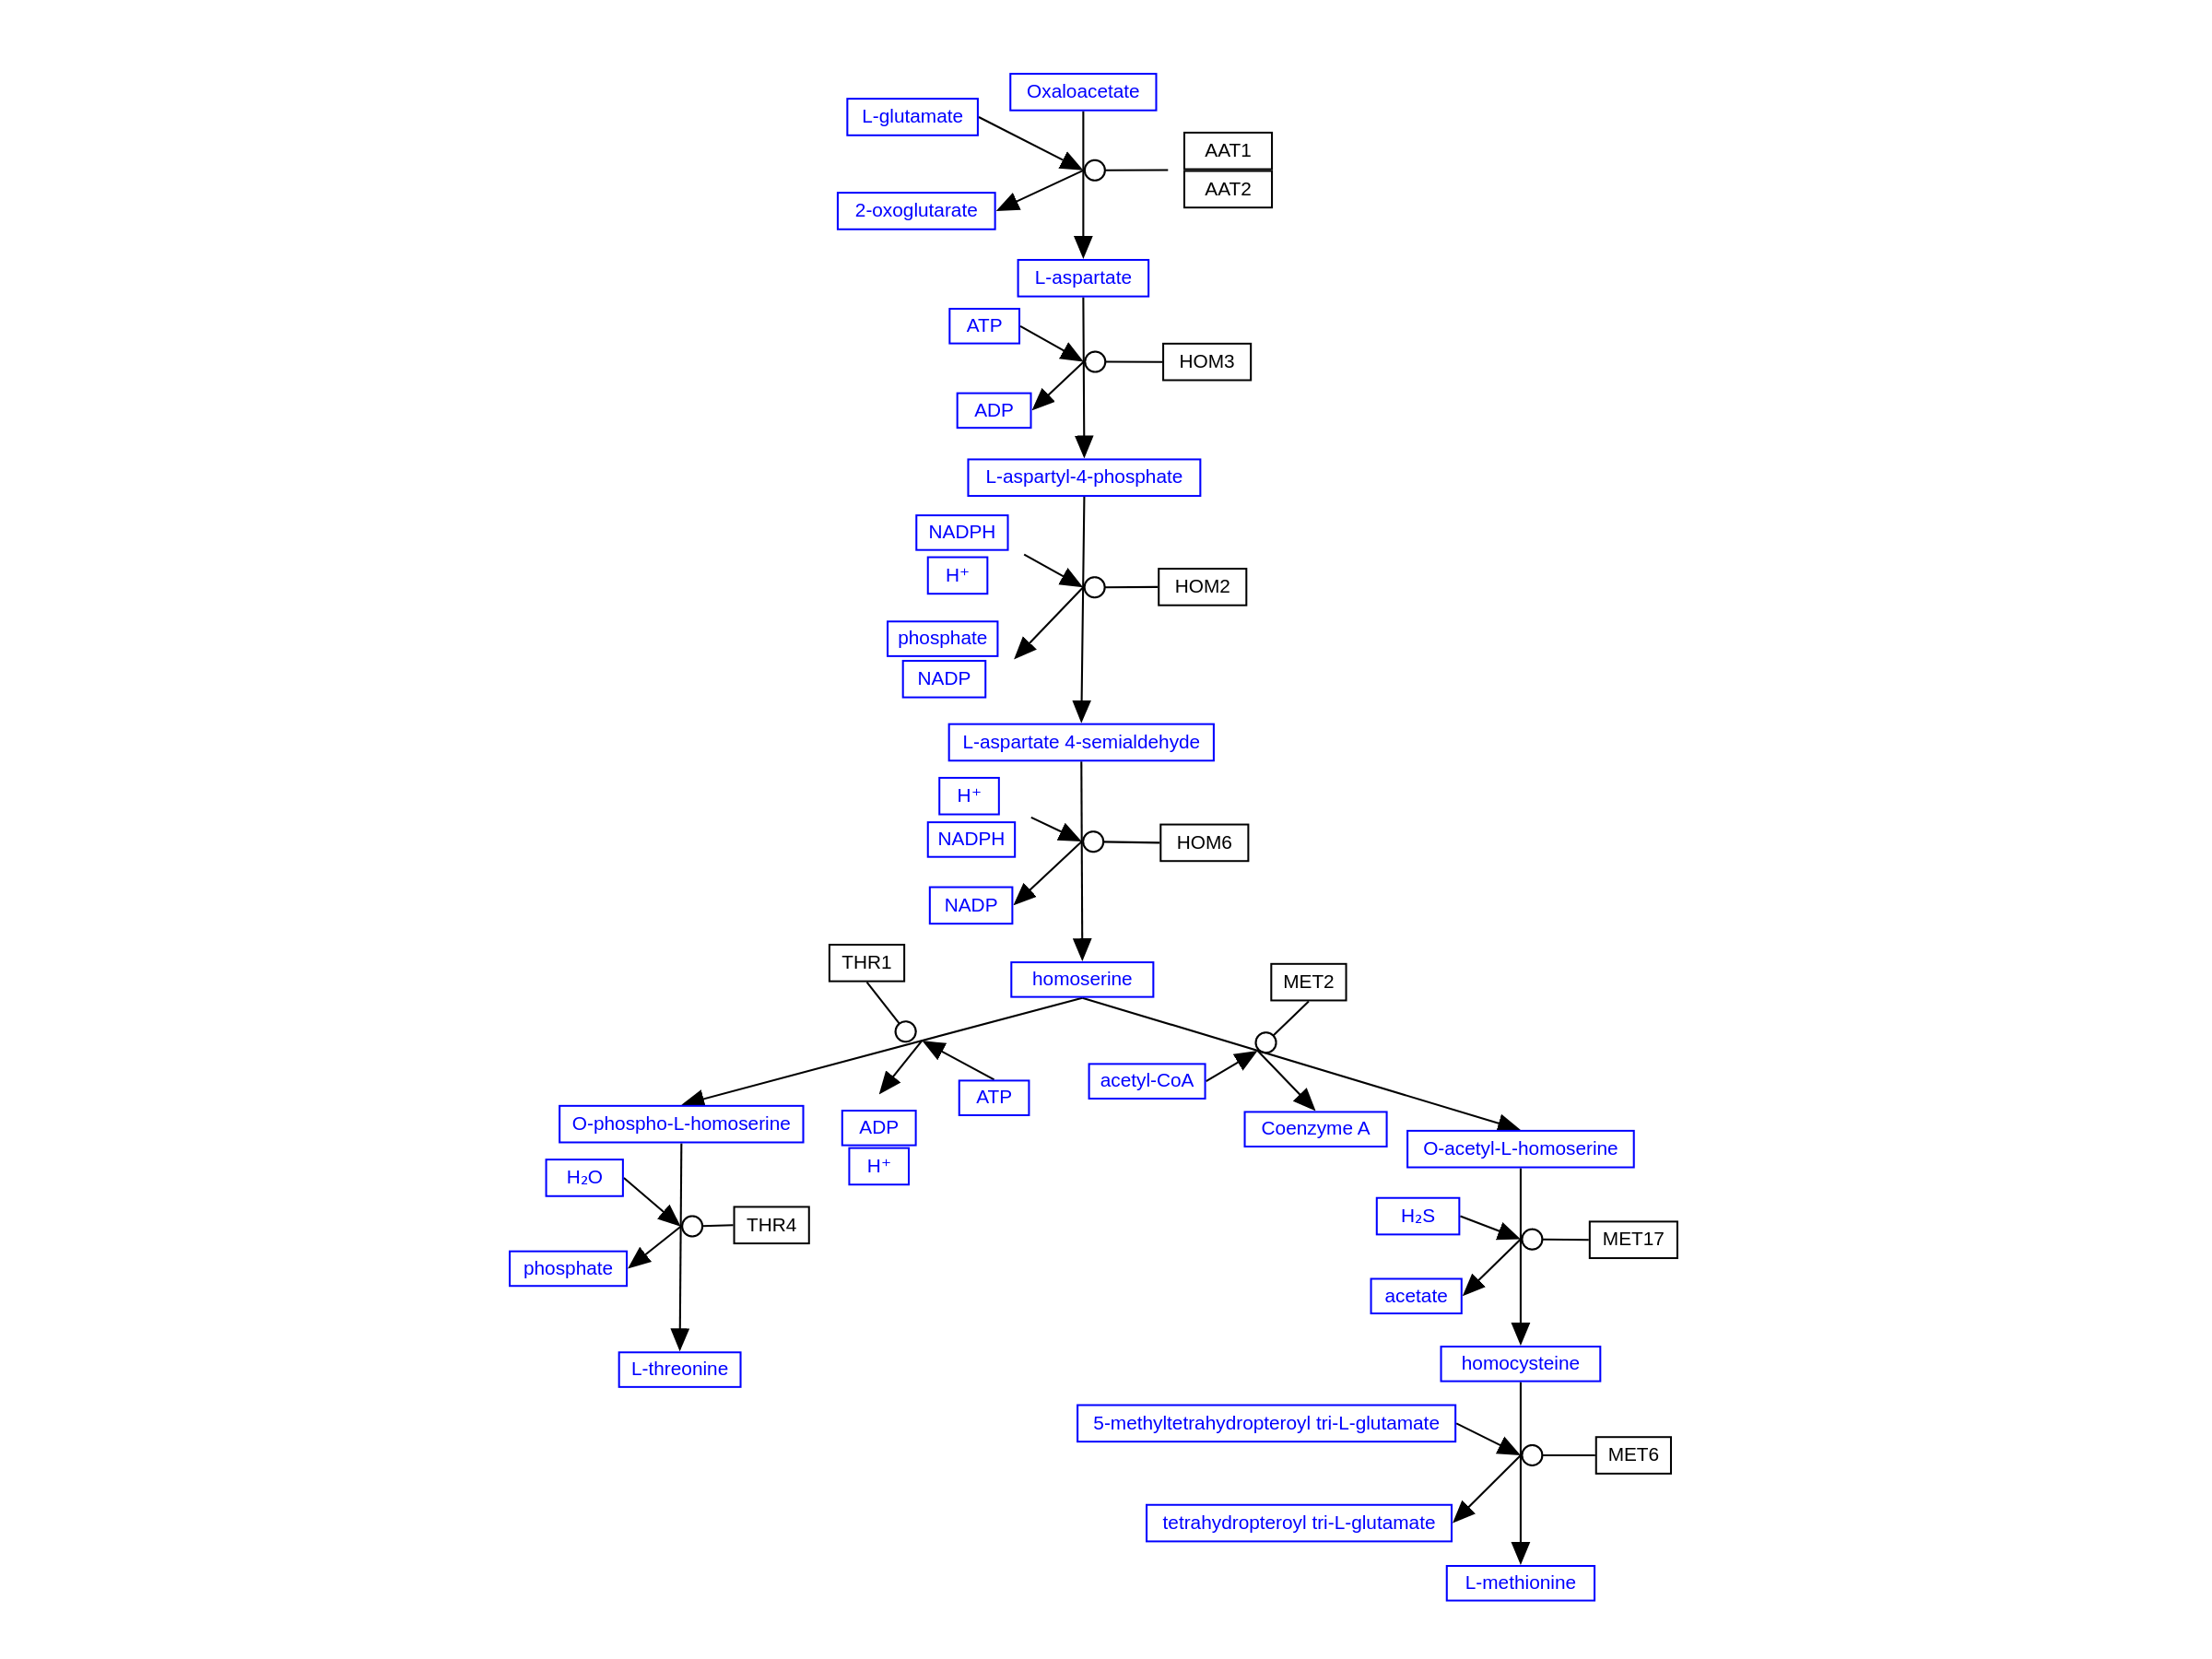 Oxaloacetate
L-glutamate
AAT1
AAT2
2-oxoglutarate
L-aspartate
ATP
HOM3
ADP
L-aspartyl-4-phosphate
NADPH
H⁺
HOM2
phosphate
NADP
L-aspartate 4-semialdehyde
H⁺
NADPH
HOM6
NADP
THR1
homoserine
MET2
acetyl-CoA
ATP
O-phospho-L-homoserine
ADP
Coenzyme A
O-acetyl-L-homoserine
H⁺
H₂O
H₂S
THR4
MET17
phosphate
acetate
L-threonine
homocysteine
5-methyltetrahydropteroyl tri-L-glutamate
MET6
tetrahydropteroyl tri-L-glutamate
L-methionine